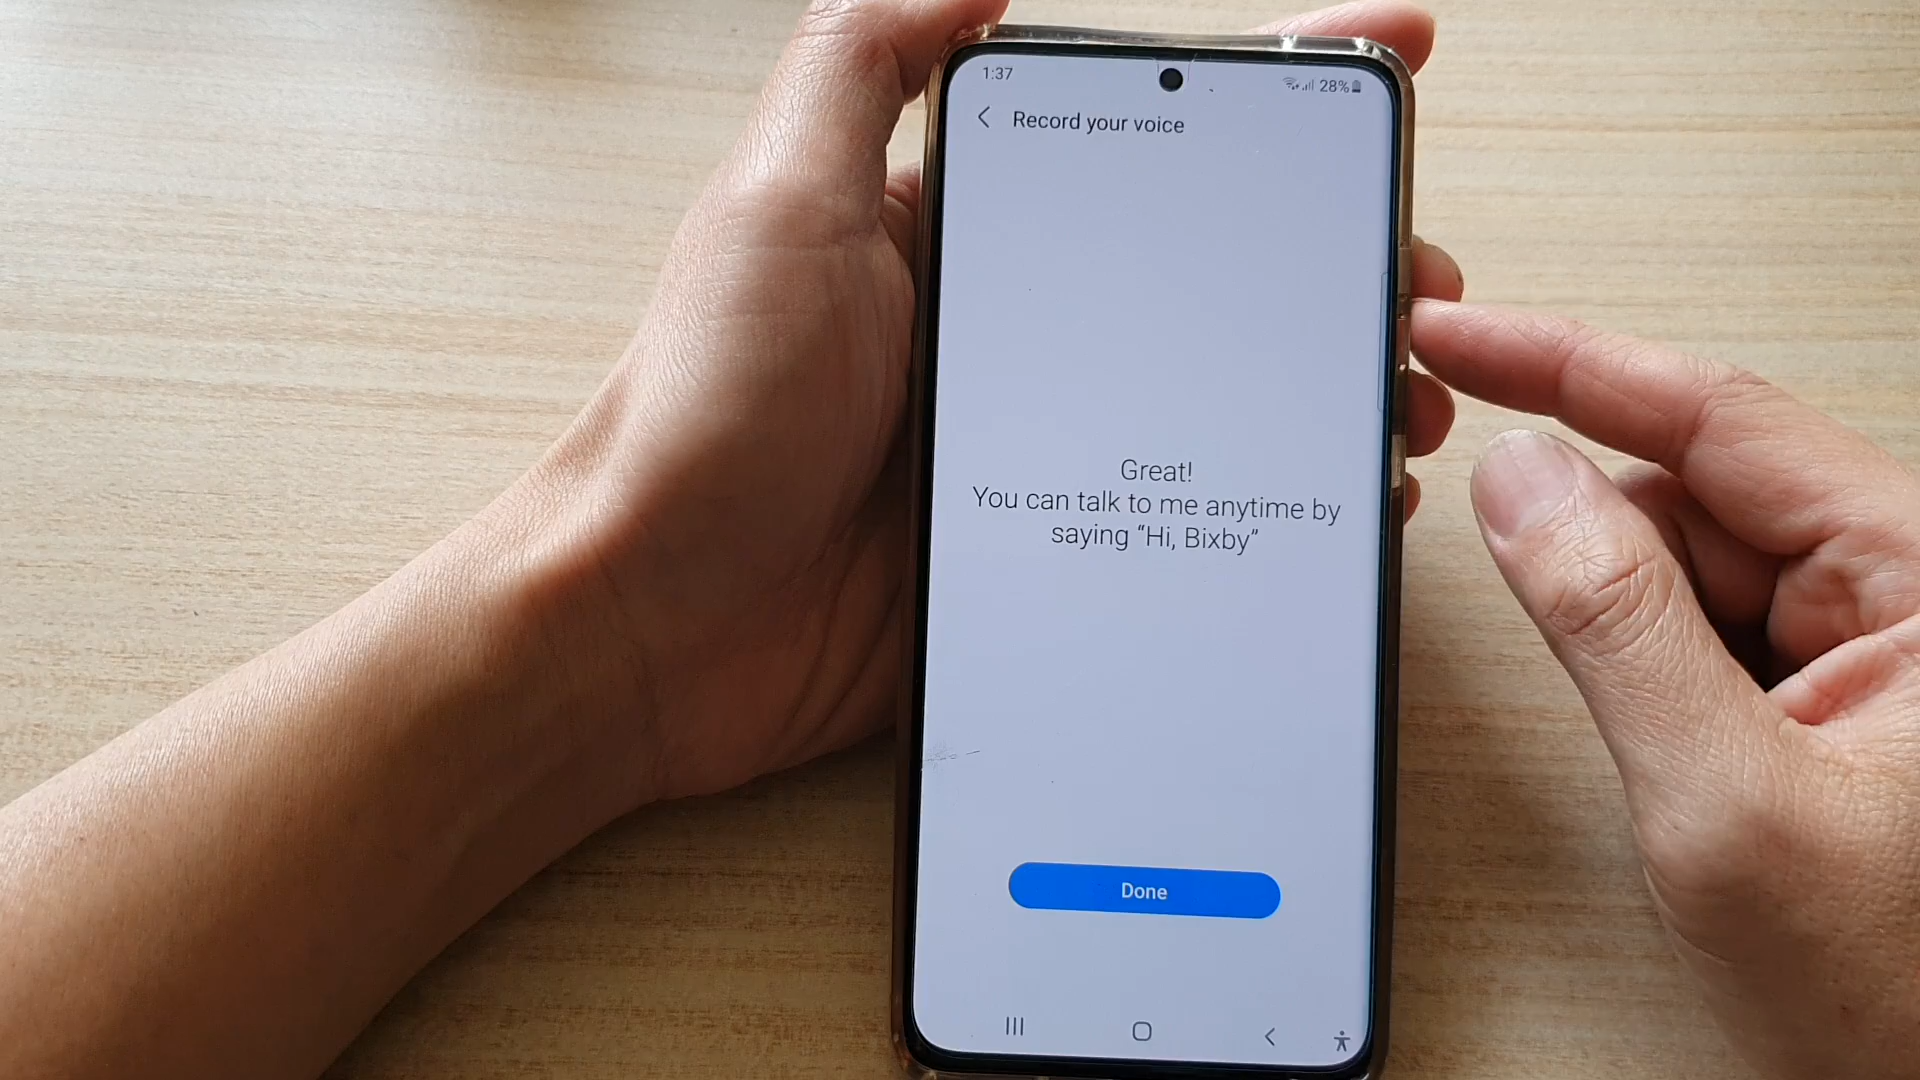 1:37
28%
Record your voice
Great!
You can talk to me anytime by
saying “Hi, Bixby”
Done